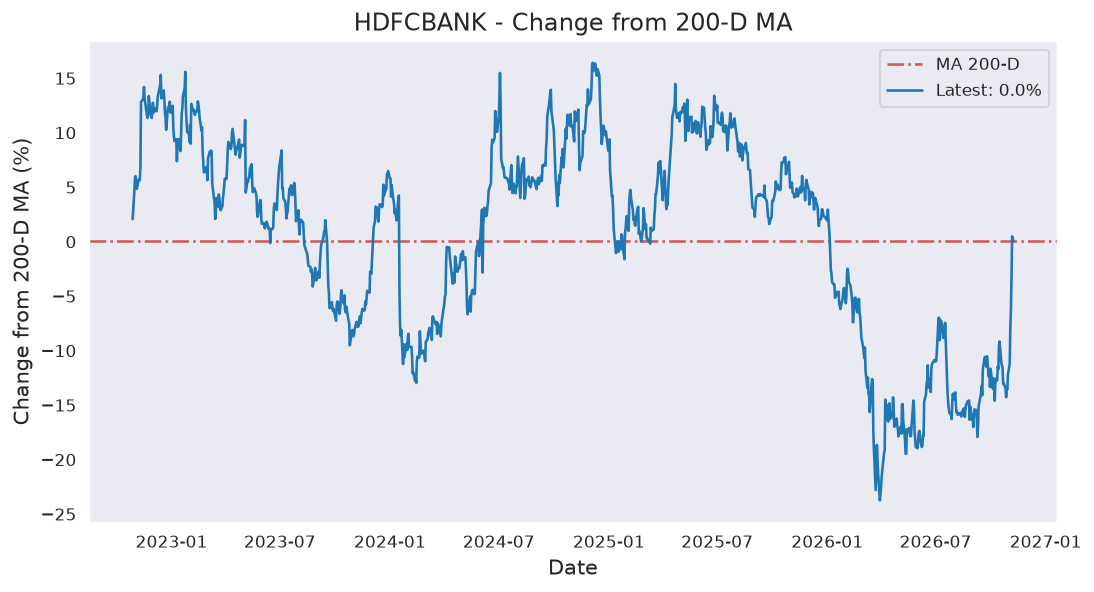 HDFCBANK - Change from 200-D MA
MA 200-D
Latest: 0.0%
Change from 200-D MA (%)
15
10
5
0
−5
−10
−15
−20
−25
2023-01 2023-07 2024-01 2024-07 2025-01 2025-07 2026-01 2026-07 2027-01
Date